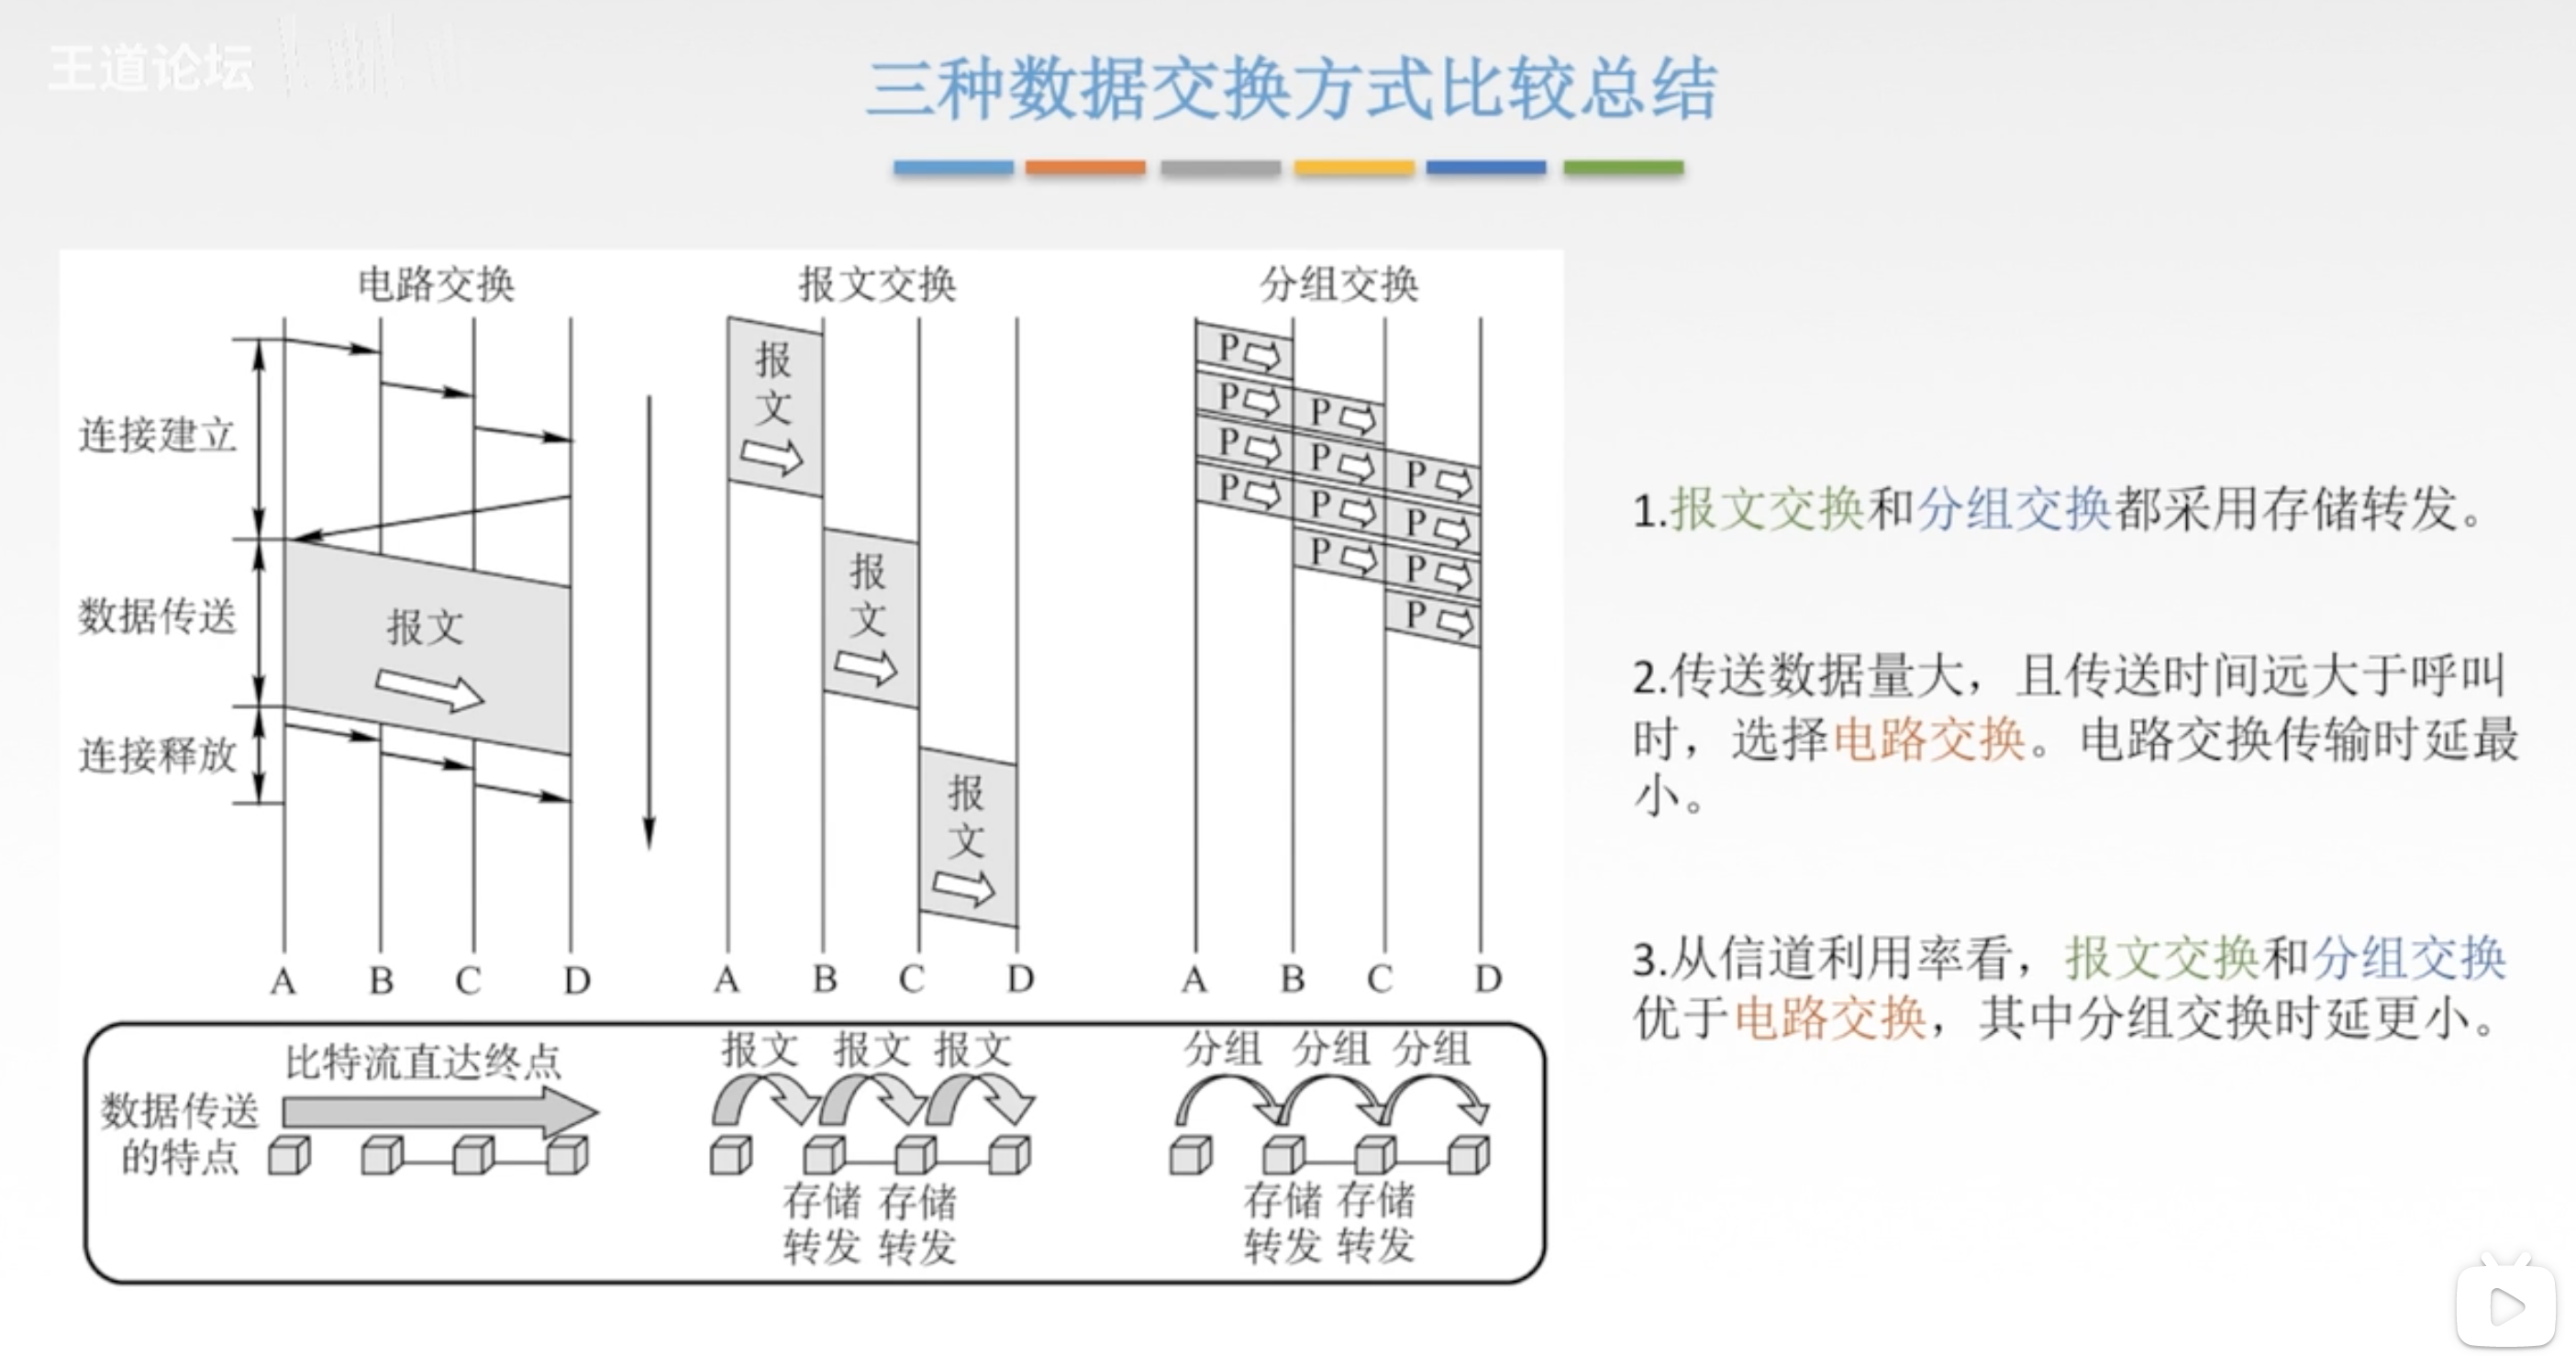 王道论坛
三种数据交换方式比较总结
电路交换
报文交换
分组交换
连接建立
数据传送
连接释放
报文
报
文
报
文
报
文
P
P
P
P
P
P
P
P
P
P
P
P
A B C D
A B C D
A B C D
数据传送
的特点
比特流直达终点
报文 报文 报文
存储 存储
转发 转发
分组 分组 分组
存储 存储
转发 转发
1.报文交换和分组交换都采用存储转发。
2.传送数据量大，且传送时间远大于呼叫
时，选择电路交换。电路交换传输时延最
小。
3.从信道利用率看，报文交换和分组交换
优于电路交换，其中分组交换时延更小。